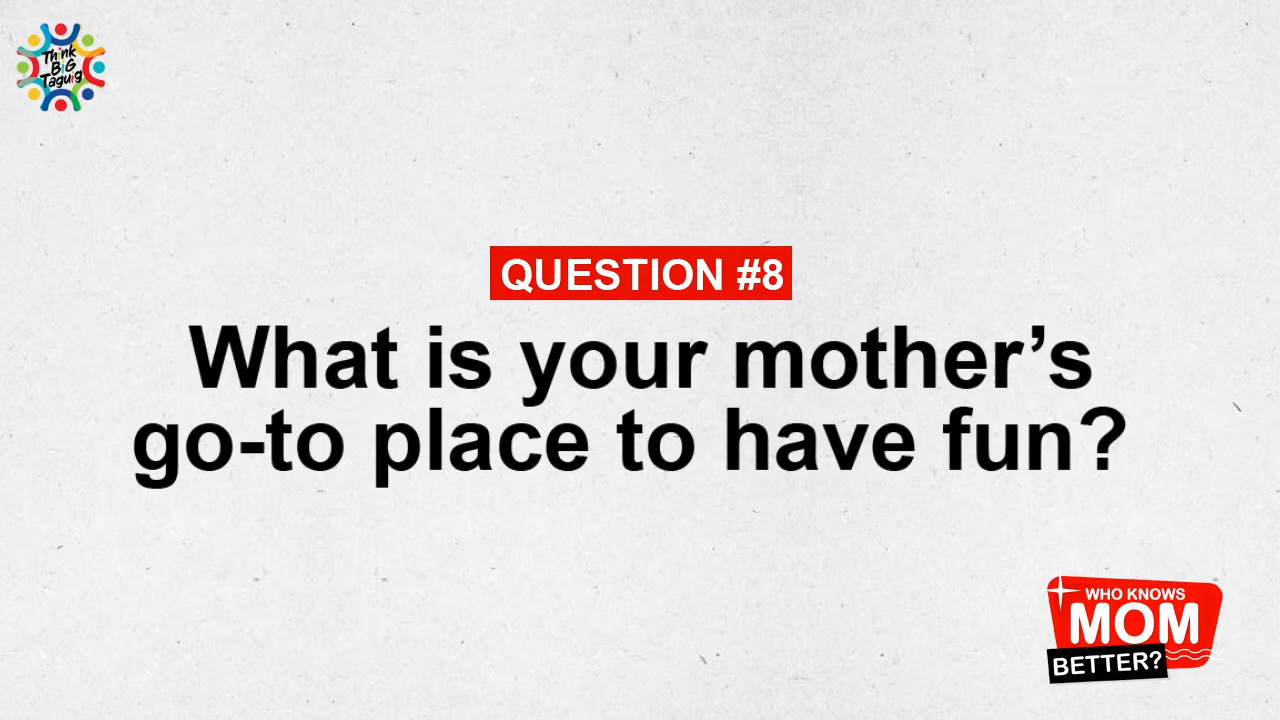 Think
BiG
Taguig
QUESTION #8
What is your mother’s
go-to place to have fun?
WHO KNOWS
MOM
BETTER?